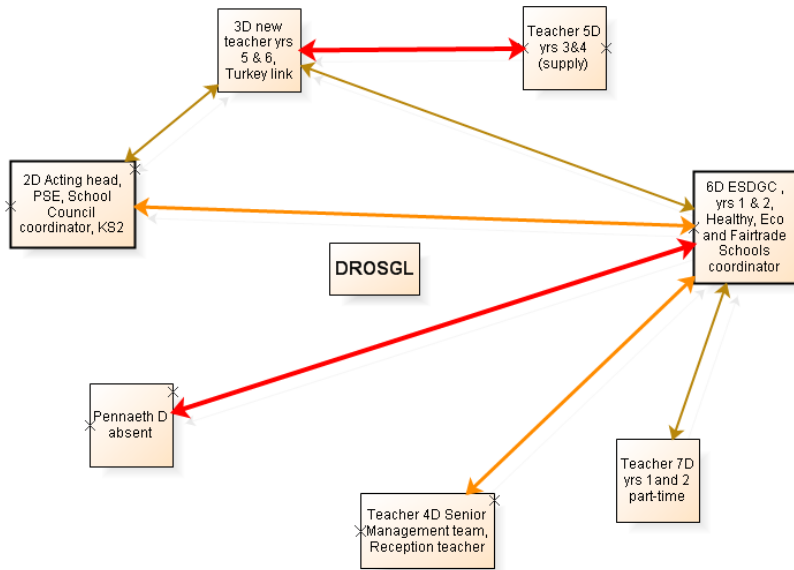 3D new
teacher yrs
5 & 6,
Turkey link
Teacher 5D
yrs 3&4
(supply)
2D Acting head,
PSE, School
Council
coordinator, KS2
6D ESDGC ,
yrs 1 & 2,
Healthy, Eco
and Fairtrade
Schools
coordinator
DROSGL
Pennaeth D
absent
Teacher 7D
yrs 1and 2
part-time
Teacher 4D Senior
Management team,
Reception teacher